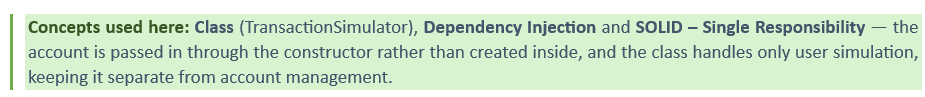 Concepts used here: Class (TransactionSimulator), Dependency Injection and SOLID – Single Responsibility — the
account is passed in through the constructor rather than created inside, and the class handles only user simulation,
keeping it separate from account management.